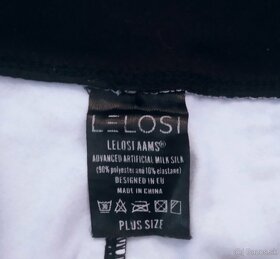 LELOSI
LELOSI AAMS®
ADVANCED ARTIFICIAL MILK SILK
(90% polyester and 10% elastane)
DESIGNED IN EU
MADE IN CHINA
PLUS SIZE